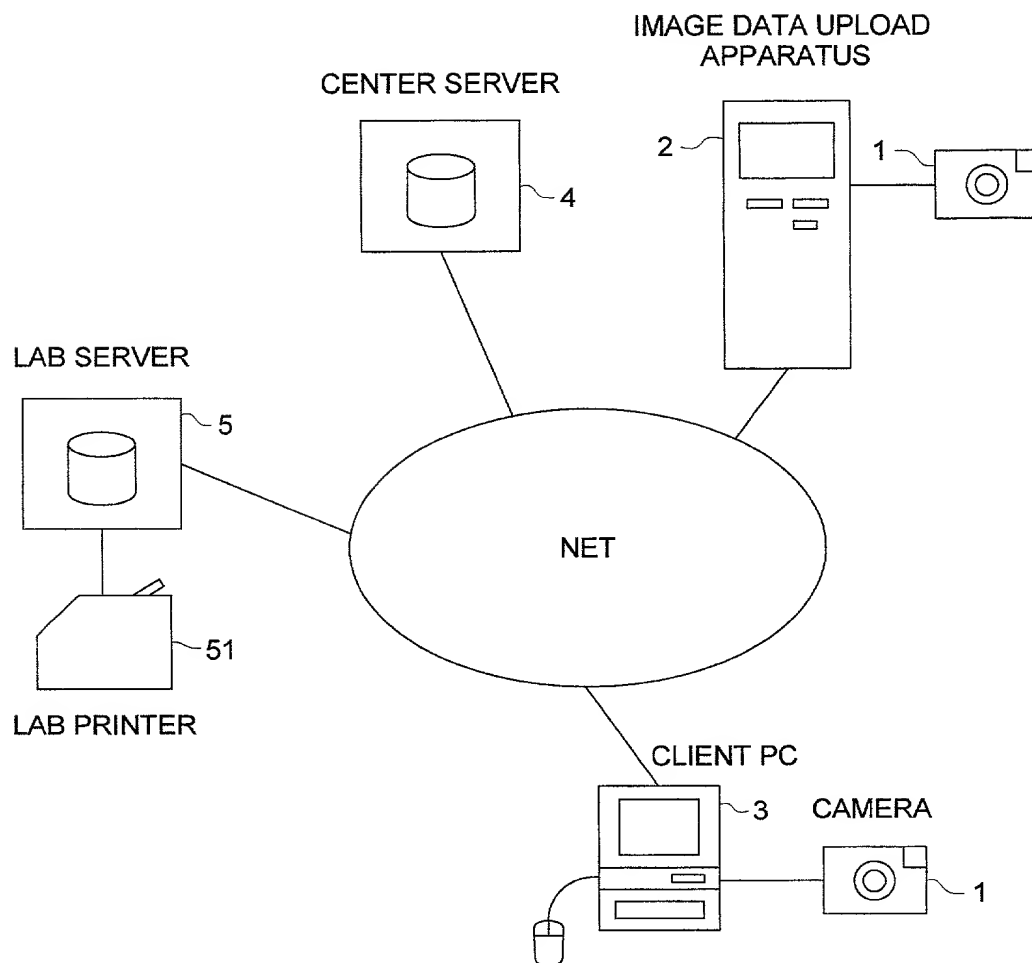 IMAGE DATA UPLOAD
APPARATUS
CENTER SERVER
2
1
4
LAB SERVER
5
NET
51
LAB PRINTER
CLIENT PC
3
CAMERA
1